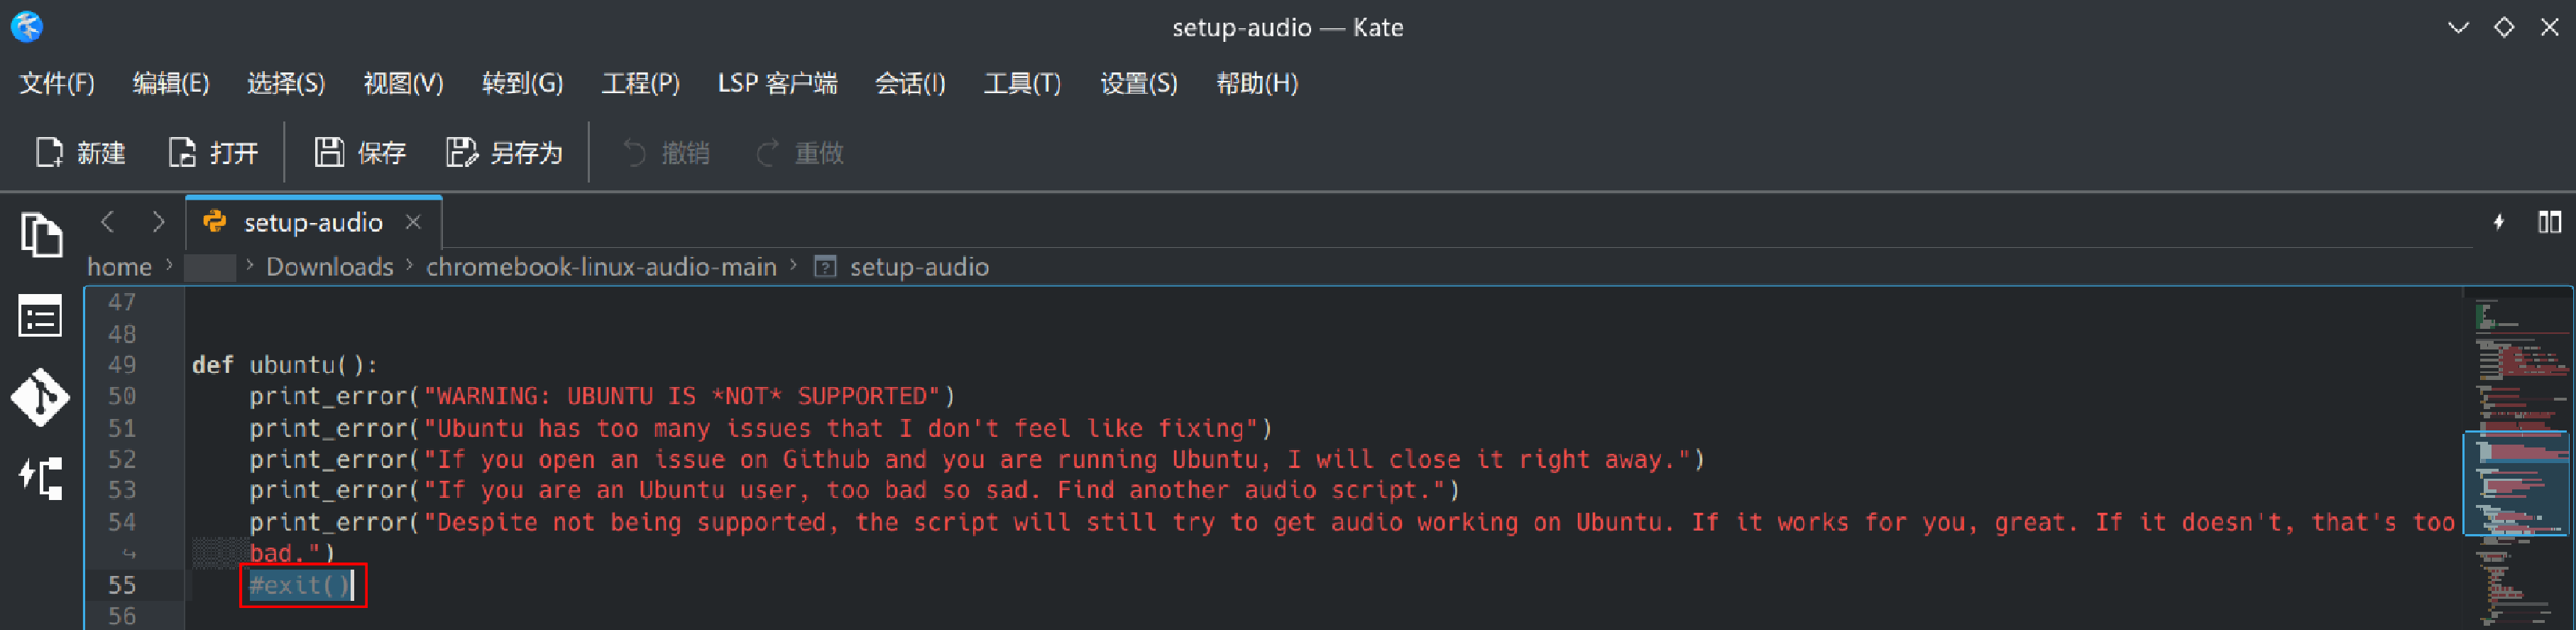 setup-audio — Kate
文件(F) 编辑(E) 选择(S) 视图(V) 转到(G) 工程(P) LSP 客户端 会话(I) 工具(T) 设置(S) 帮助(H)
新建 打开 保存 另存为 撤销 重做
setup-audio
home > > Downloads > chromebook-linux-audio-main > setup-audio
47
48
49 def ubuntu():
50 print_error("WARNING: UBUNTU IS *NOT* SUPPORTED")
51 print_error("Ubuntu has too many issues that I don't feel like fixing")
52 print_error("If you open an issue on Github and you are running Ubuntu, I will close it right away.")
53 print_error("If you are an Ubuntu user, too bad so sad. Find another audio script.")
54 print_error("Despite not being supported, the script will still try to get audio working on Ubuntu. If it works for you, great. If it doesn't, that's too
bad.")
55 #exit()
56